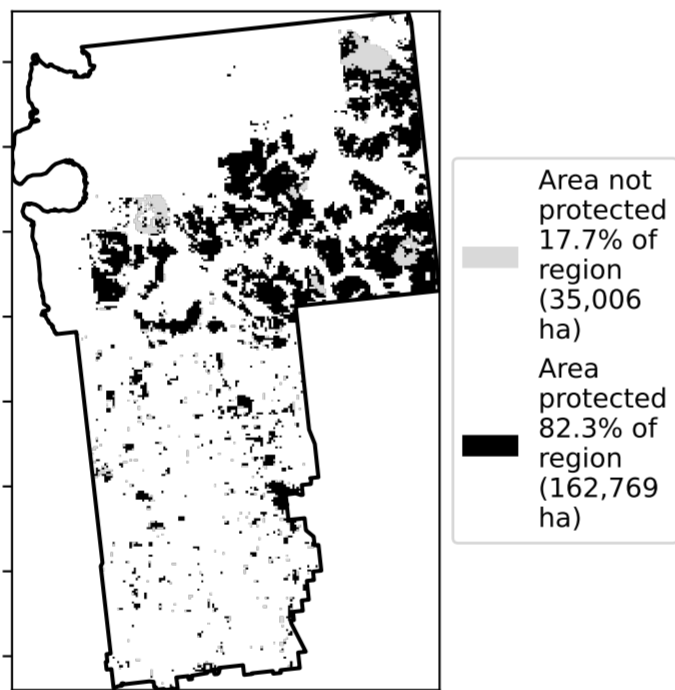 Area not
protected
17.7% of
region
(35,006
ha)
Area
protected
82.3% of
region
(162,769
ha)